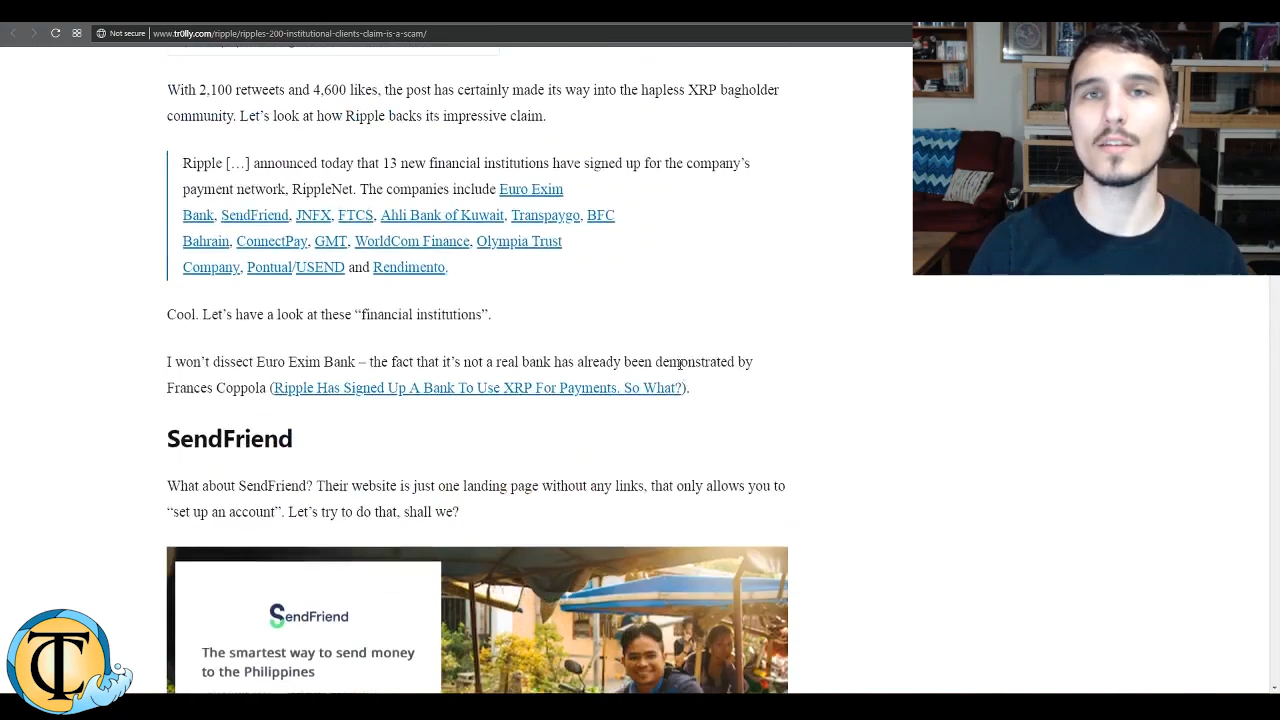 Not secure
www.tr0lly.com/ripple/ripples-200-institutional-clients-claim-is-a-scam/
With 2,100 retweets and 4,600 likes, the post has certainly made its way into the hapless XRP bagholder
community. Let's look at how Ripple backs its impressive claim.
Ripple […] announced today that 13 new financial institutions have signed up for the company's
payment network, RippleNet. The companies include Euro Exim
Bank, SendFriend, JNFX, FTCS, Ahli Bank of Kuwait, Transpaygo, BFC
Bahrain, ConnectPay, GMT, WorldCom Finance, Olympia Trust
Company, Pontual/USEND and Rendimento.
Cool. Let's have a look at these “financial institutions”.
I won't dissect Euro Exim Bank – the fact that it's not a real bank has already been demonstrated by
Frances Coppola (Ripple Has Signed Up A Bank To Use XRP For Payments. So What?).
SendFriend
What about SendFriend? Their website is just one landing page without any links, that only allows you to
“set up an account”. Let's try to do that, shall we?
SendFriend
The smartest way to send money
to the Philippines